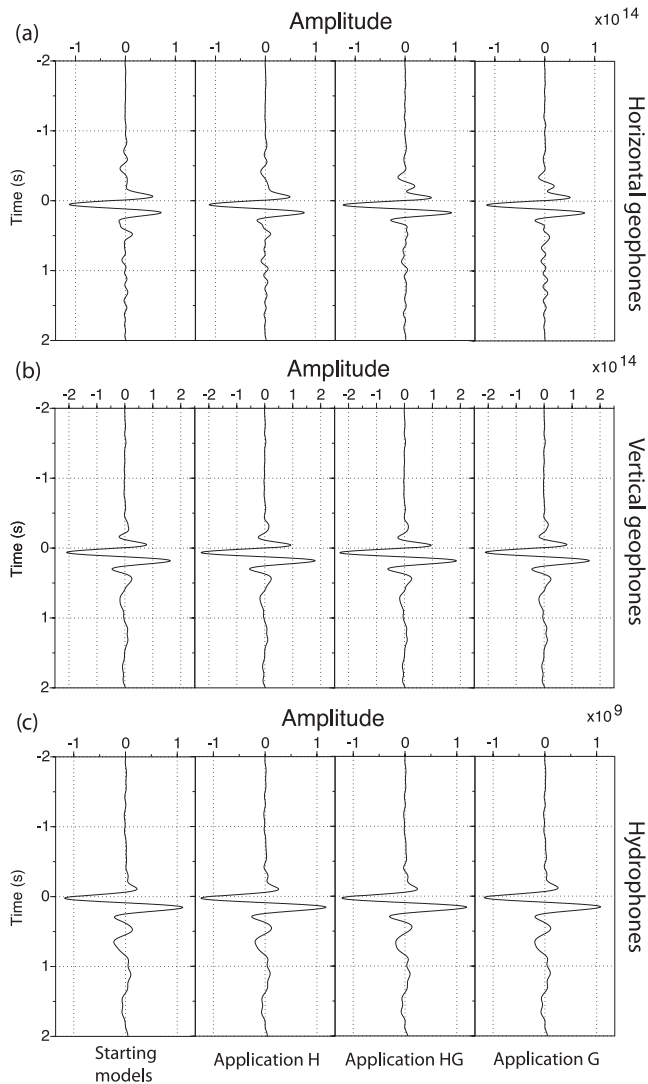 (a)
Amplitude
x10 14
-1 0 1 -1 0 1 -1 0 1 -1 0 1
-2
-1
0
1
2
Time (s)
Horizontal geophones
(b)
Amplitude
x10 14
-2 -1 0 1 2 -2 -1 0 1 2 -2 -1 0 1 2 -2 -1 0 1 2
-2
-1
0
1
2
Time (s)
Vertical geophones
(c)
Amplitude
x10 9
-1 0 1 -1 0 1 -1 0 1 -1 0 1
-2
-1
0
1
2
Time (s)
Hydrophones
Starting
models
Application H
Application HG
Application G